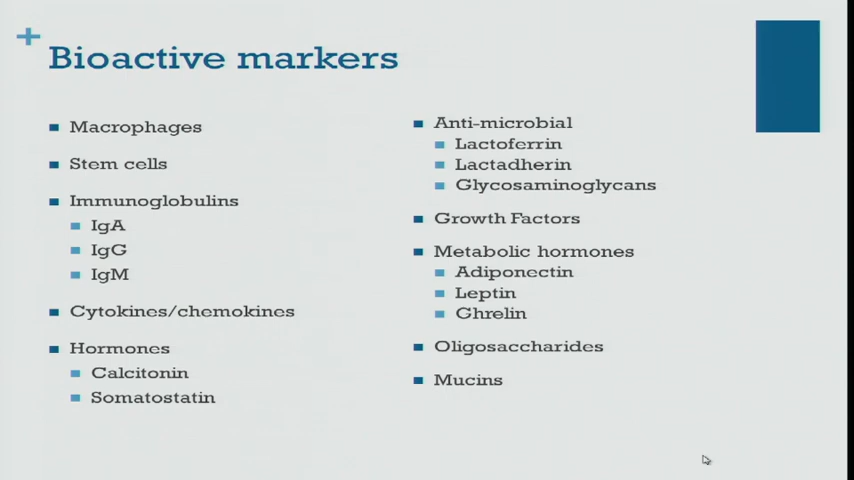 +
Bioactive markers
Macrophages
Stem cells
Immunoglobulins
IgA
IgG
IgM
Cytokines/chemokines
Hormones
Calcitonin
Somatostatin
Anti-microbial
Lactoferrin
Lactadherin
Glycosaminoglycans
Growth Factors
Metabolic hormones
Adiponectin
Leptin
Ghrelin
Oligosaccharides
Mucins